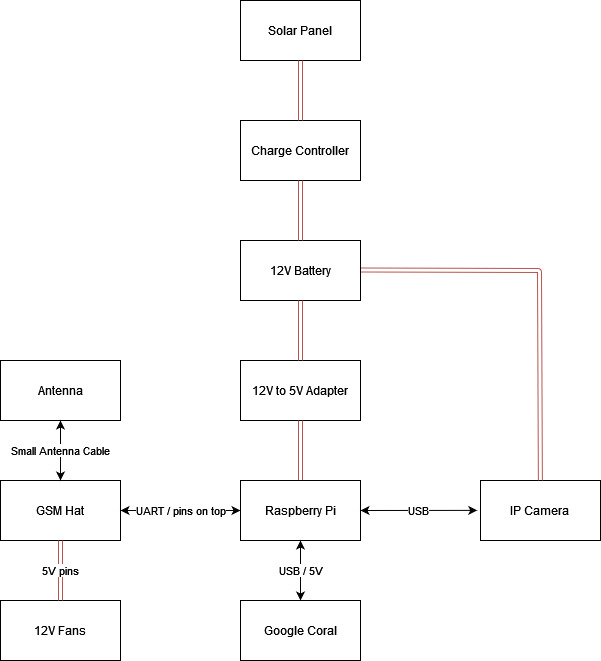 Solar Panel
Charge Controller
12V Battery
Antenna
12V to 5V Adapter
Small Antenna Cable
GSM Hat
UART / pins on top
Raspberry Pi
USB
IP Camera
5V pins
USB / 5V
12V Fans
Google Coral